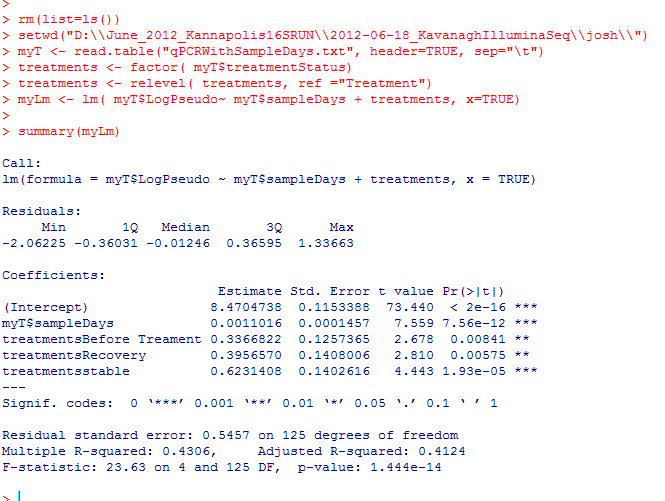 >
> rm(list=ls())
> setwd("D:\\June_2012_Kannapolis16SRUN\\2012-06-18_KavanaghIlluminaSeq\\josh\\")
> myT <- read.table("qPCRWithSampleDays.txt", header=TRUE, sep="\t")
> treatments <- factor( myT$treatmentStatus)
> treatments <- relevel( treatments, ref ="Treatment")
> myLm <- lm( myT$LogPseudo~ myT$sampleDays + treatments, x=TRUE)
>
> summary(myLm)
Call:
lm(formula = myT$LogPseudo ~ myT$sampleDays + treatments, x = TRUE)
Residuals:
Min 1Q Median 3Q Max
-2.06225 -0.36031 -0.01246 0.36595 1.33663
Coefficients:
Estimate Std. Error t value Pr(>|t|)
(Intercept) 8.4704738 0.1153388 73.440 < 2e-16 ***
myT$sampleDays 0.0011016 0.0001457 7.559 7.56e-12 ***
treatmentsBefore Treament 0.3366822 0.1257365 2.678 0.00841 **
treatmentsRecovery 0.3956570 0.1408006 2.810 0.00575 **
treatmentsstable 0.6231408 0.1402616 4.443 1.93e-05 ***
---
Signif. codes: 0 ‘***’ 0.001 ‘**’ 0.01 ‘*’ 0.05 ‘.’ 0.1 ‘ ’ 1
Residual standard error: 0.5457 on 125 degrees of freedom
Multiple R-squared: 0.4306, Adjusted R-squared: 0.4124
F-statistic: 23.63 on 4 and 125 DF, p-value: 1.444e-14
>